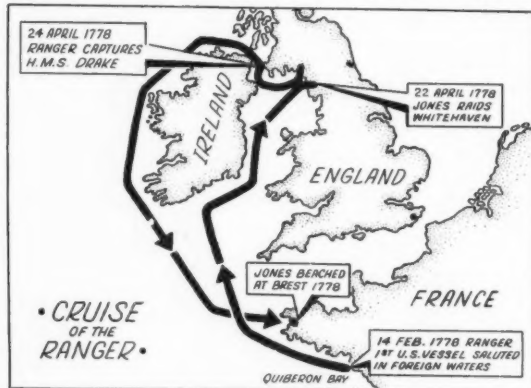 24 APRIL 1778
RANGER CAPTURES
H.M.S. DRAKE
22 APRIL 1778
JONES RAIDS
WHITEHAVEN
IRELAND
ENGLAND
JONES BEACHED
AT BREST 1778
FRANCE
• CRUISE
OF THE
RANGER •
14 FEB. 1778 RANGER
1ST U.S. VESSEL SALUTED
IN FOREIGN WATERS
QUIBERON BAY